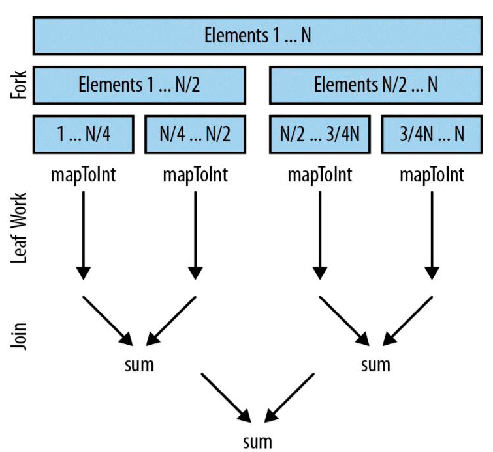 Elements 1 ... N
Fork
Elements 1 ... N/2
Elements N/2 ... N
1 ... N/4
N/4 ... N/2
N/2 ... 3/4N
3/4N ... N
Leaf Work
mapToInt
mapToInt
mapToInt
mapToInt
Join
sum
sum
sum